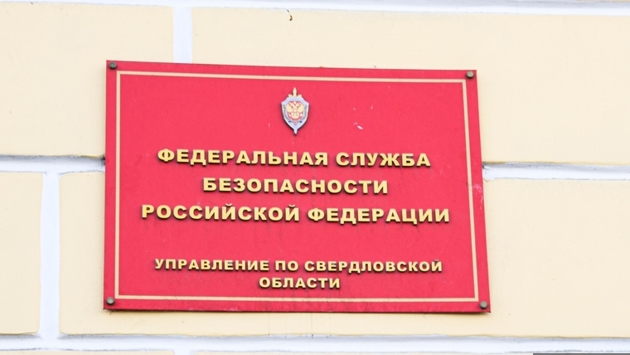 ФЕДЕРАЛЬНАЯ СЛУЖБА
БЕЗОПАСНОСТИ
РОССИЙСКОЙ ФЕДЕРАЦИИ
УПРАВЛЕНИЕ ПО СВЕРДЛОВСКОЙ
ОБЛАСТИ